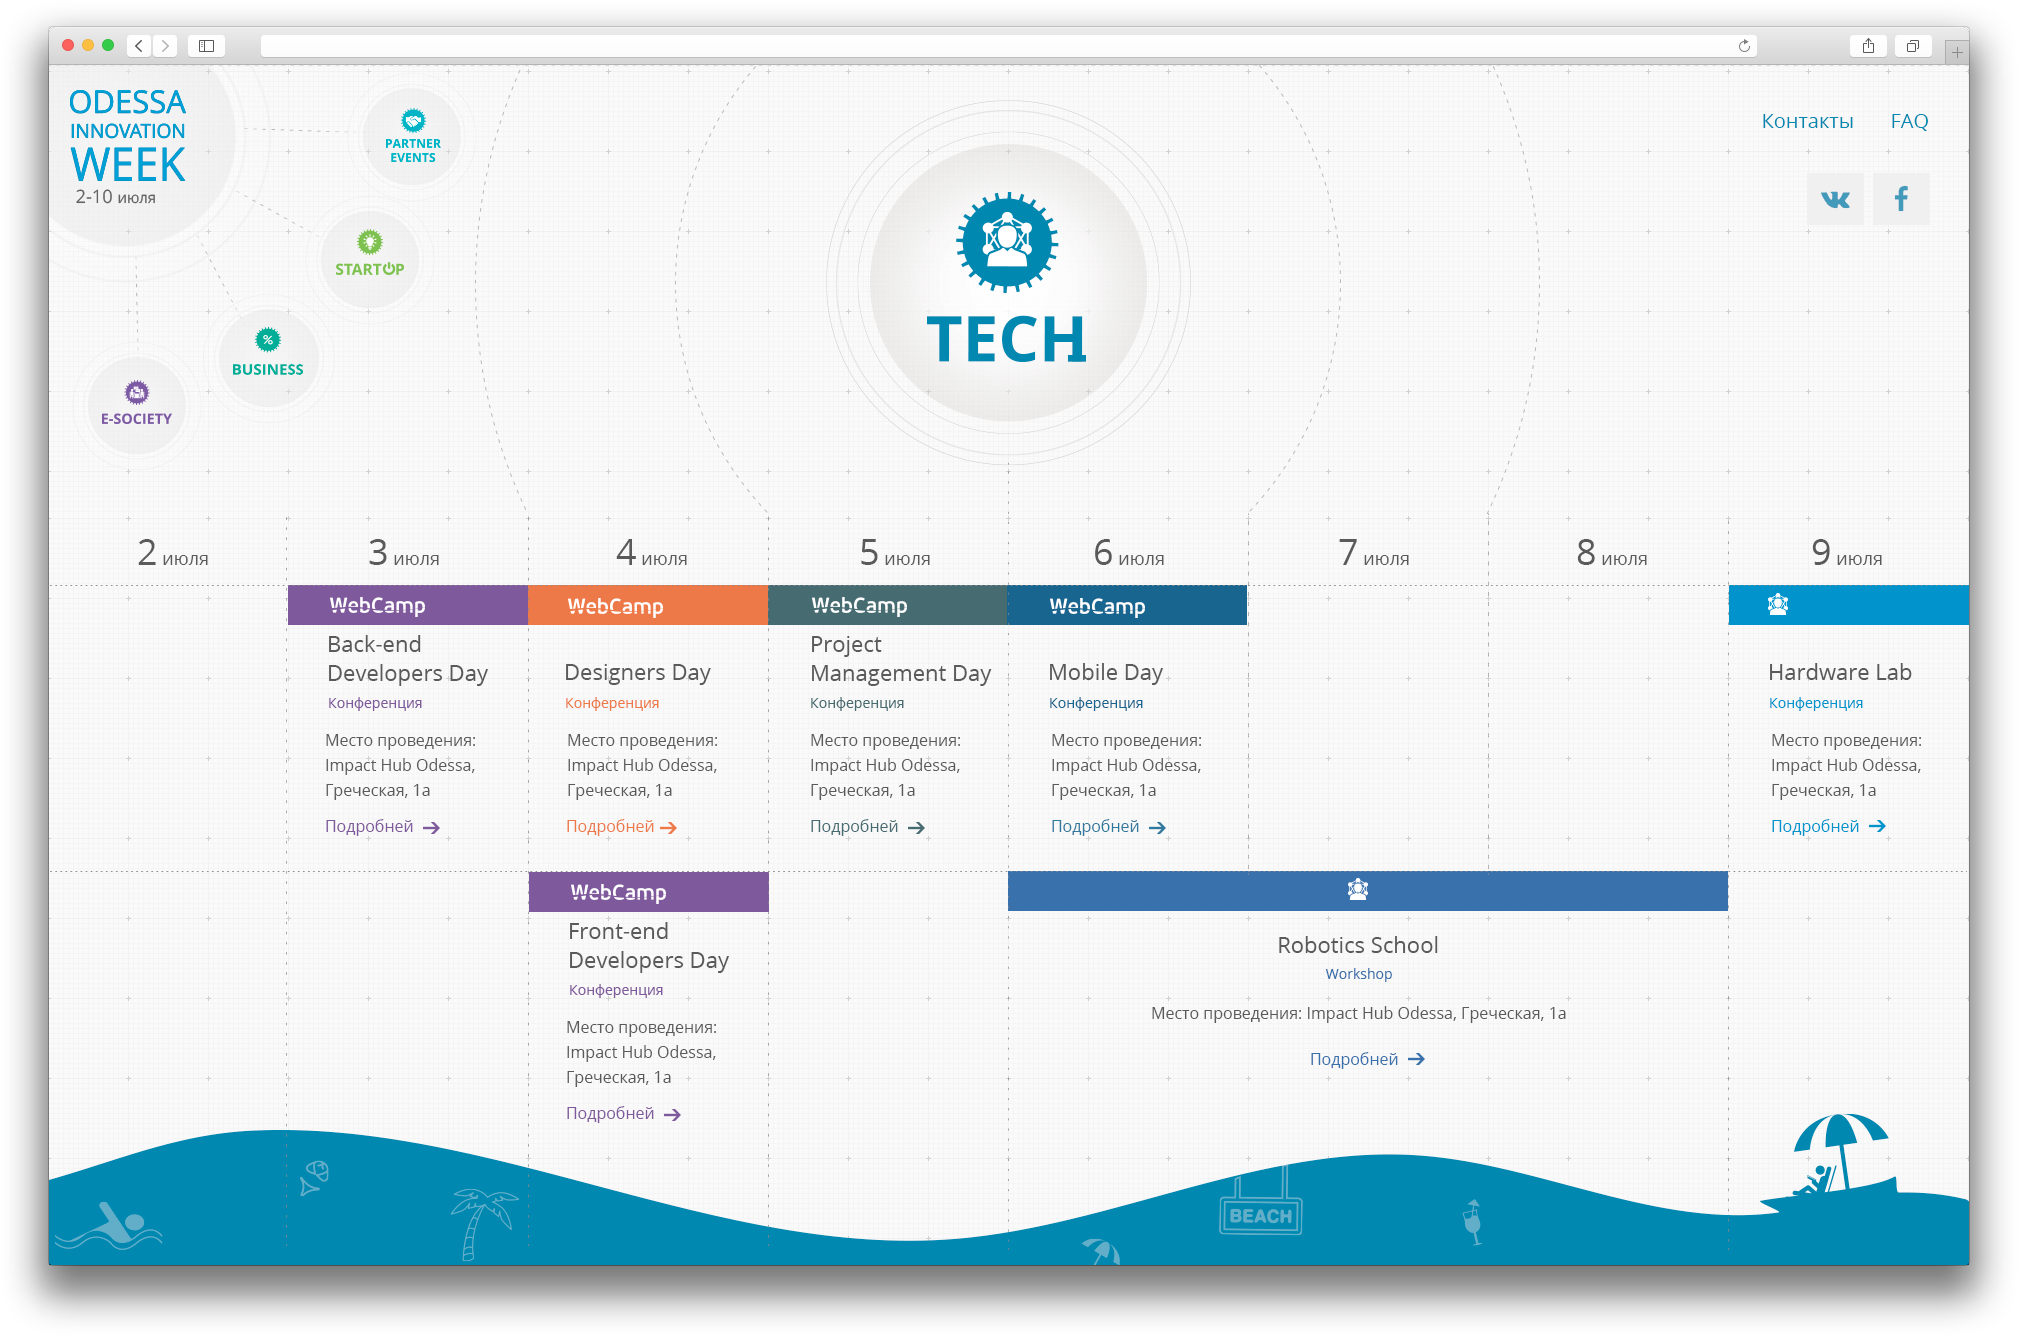 ODESSA
INNOVATION
WEEK
2-10 июля
PARTNER
EVENTS
STARTUP
%
BUSINESS
E-SOCIETY
TECH
Контакты
FAQ
2 июля
3 июля
4 июля
5 июля
6 июля
7 июля
8 июля
9 июля
WebCamp
Back-end
Developers Day
Конференция
Место проведения:
Impact Hub Odessa,
Греческая, 1а
Подробней
WebCamp
Designers Day
Конференция
Место проведения:
Impact Hub Odessa,
Греческая, 1а
Подробней
WebCamp
Project
Management Day
Конференция
Место проведения:
Impact Hub Odessa,
Греческая, 1а
Подробней
WebCamp
Mobile Day
Конференция
Место проведения:
Impact Hub Odessa,
Греческая, 1а
Подробней
Hardware Lab
Конференция
Место проведения:
Impact Hub Odessa,
Греческая, 1а
Подробней
WebCamp
Front-end
Developers Day
Конференция
Место проведения:
Impact Hub Odessa,
Греческая, 1а
Подробней
Robotics School
Workshop
Место проведения: Impact Hub Odessa, Греческая, 1а
Подробней
BEACH